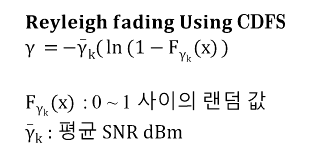 Reyleigh fading Using CDFS
γ = −γ̄ₖ(ln (1 − F_γₖ(x) )
F_γₖ(x) : 0 ~ 1 사이의 랜덤 값
γ̄ₖ : 평균 SNR dBm